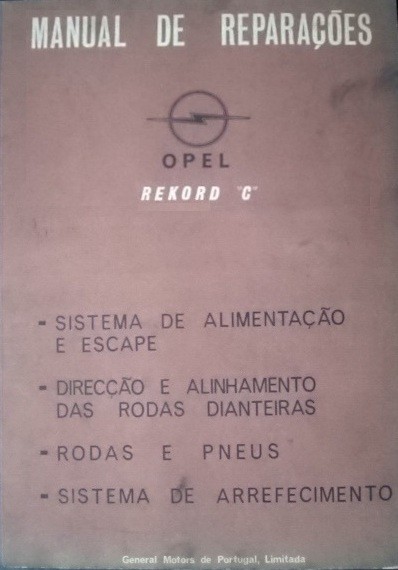 MANUAL DE REPARAÇÕES
OPEL
REKORD "C"
- SISTEMA DE ALIMENTAÇÃO
E ESCAPE
- DIRECÇÃO E ALINHAMENTO
DAS RODAS DIANTEIRAS
- RODAS E PNEUS
- SISTEMA DE ARREFECIMENTO
General Motors de Portugal, Limitada